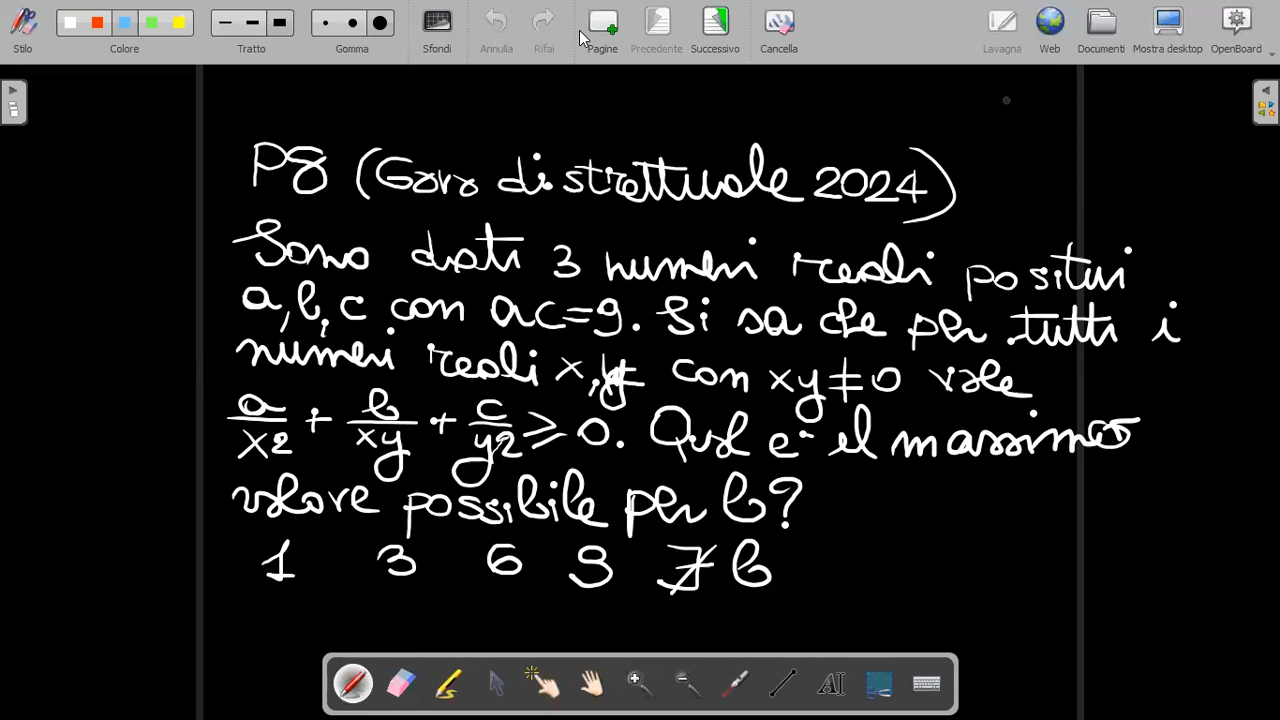 Stilo Colore Tratto Gomma Sfondi Annulla Rifai Pagine Precedente Successivo Cancella Lavagna Web Documenti Mostra desktop OpenBoard
P8 (Gara distrettuale 2024)
Sono dati 3 numeri reali positivi
a, b, c con ac=9. Si sa che per tutti i
numeri reali x, y con xy≠0 vale
a/x2 + b/xy + c/y2 ≥ 0. Qual e' il massimo
valore possibile per b?
1 3 6 9 ∄ b